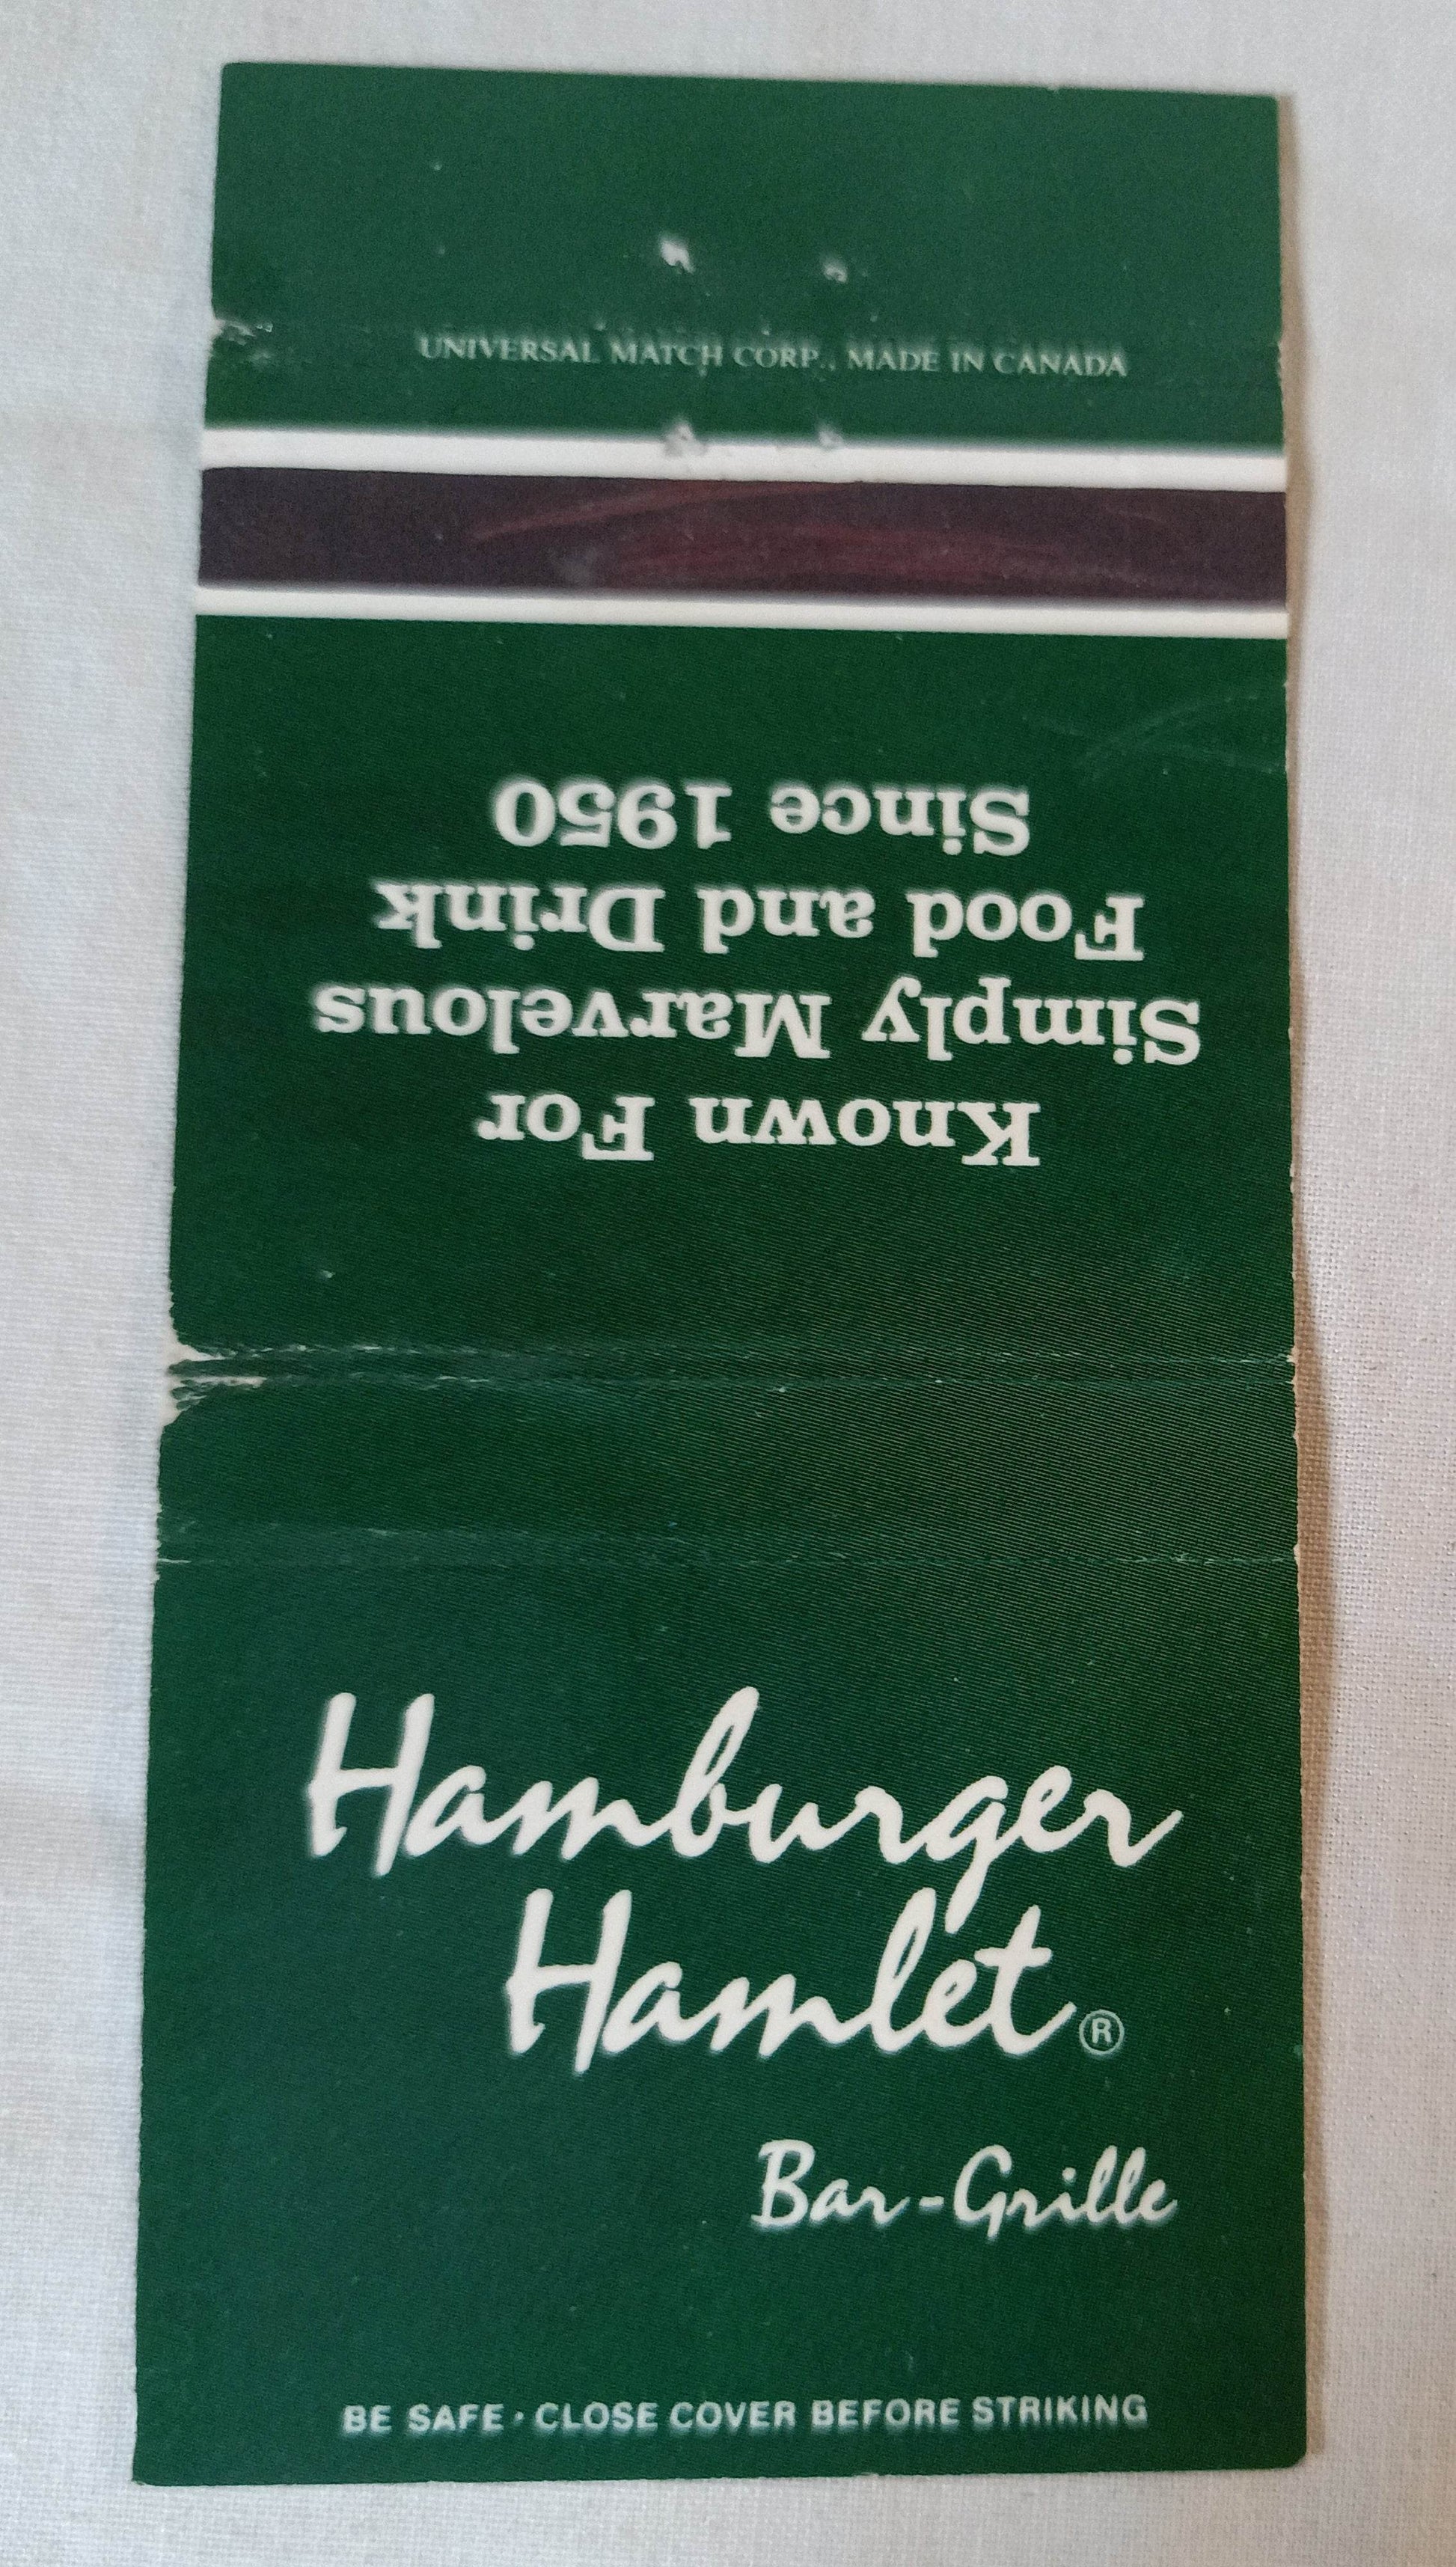 UNIVERSAL MATCH CORP., MADE IN CANADA
Known For
Simply Marvelous
Food and Drink
Since 1950
Hamburger
Hamlet®
Bar-Grille
BE SAFE · CLOSE COVER BEFORE STRIKING